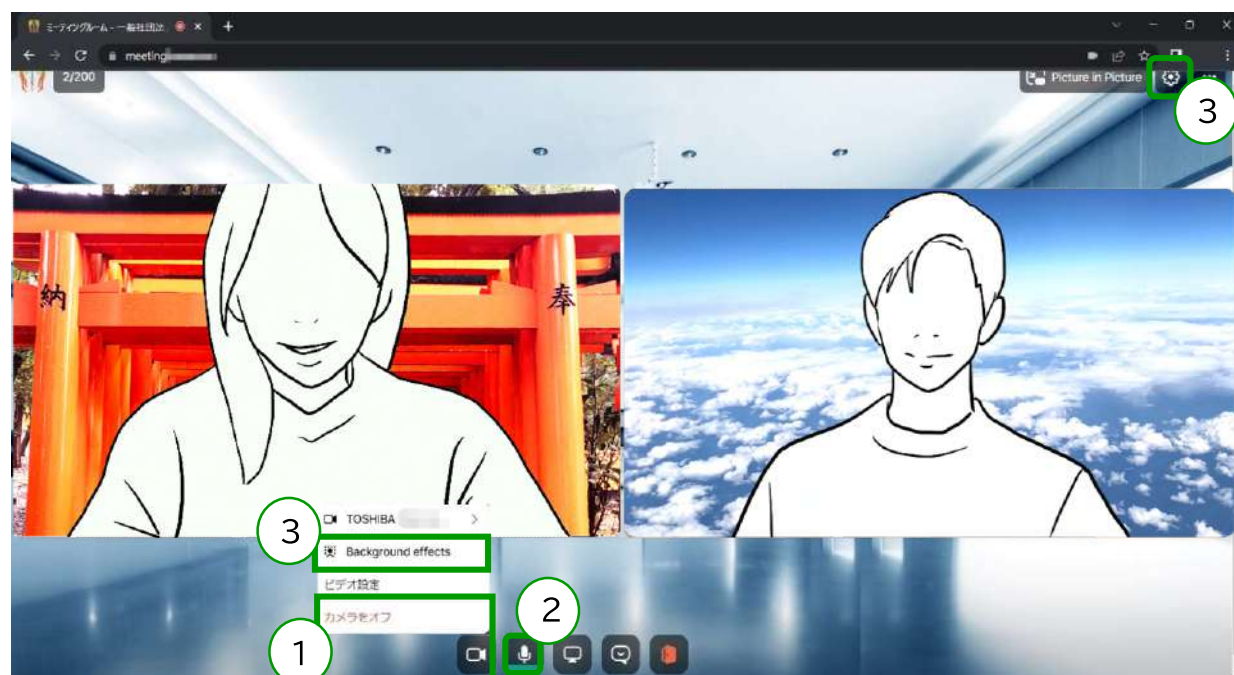 ミーティングルーム - 一般社団法
meeting
2/200
Picture in Picture
3
納
奉
TOSHIBA
3
Background effects
ビデオ設定
カメラをオフ
2
1